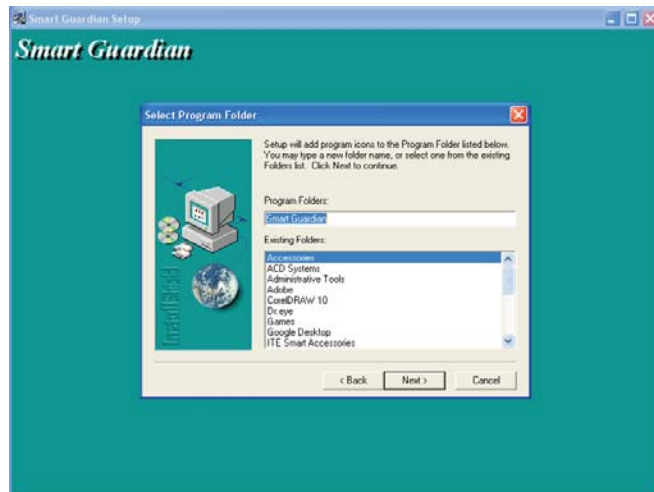 Smart Guardian Setup
Smart Guardian
Select Program Folder
Setup will add program icons to the Program Folder listed below.
You may type a new folder name, or select one from the existing
Folders list. Click Next to continue.
Program Folders:
Smart Guardian
Existing Folders:
Accessories
ACD Systems
Administrative Tools
Adobe
CorelDRAW 10
Dr.eye
Games
Google Desktop
ITE Smart Accessories
InstallShield
< Back
Next >
Cancel